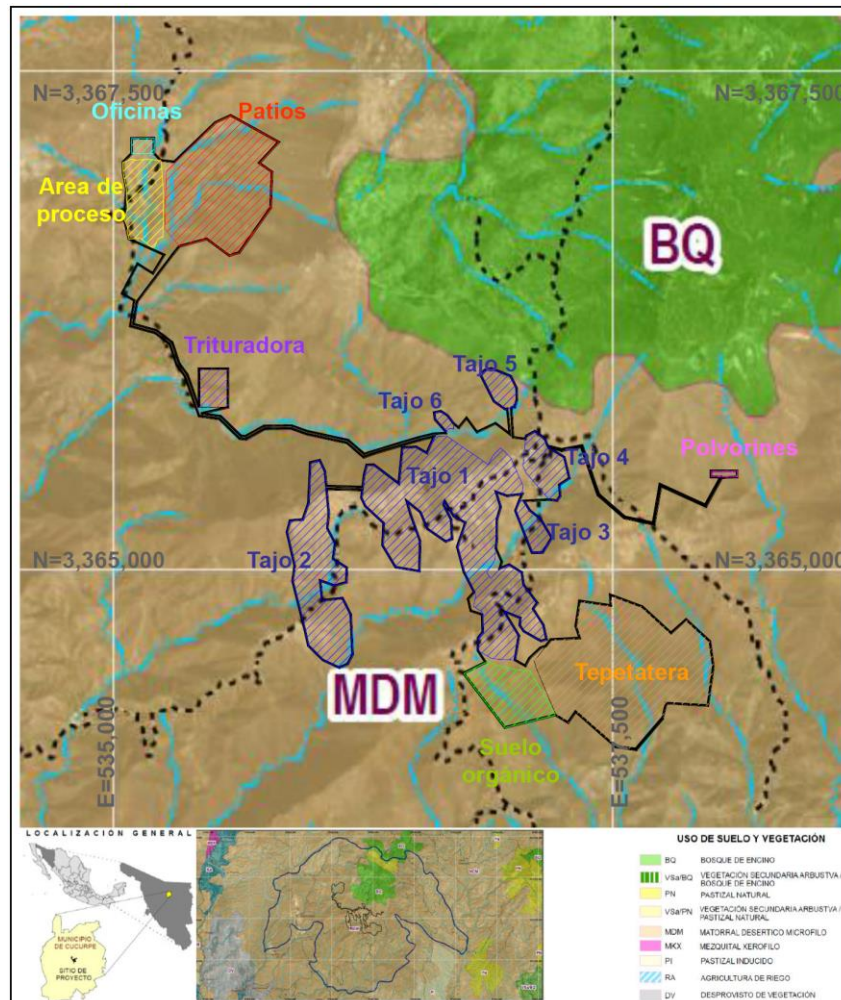 N=3,367,500
N=3,367,500
Oficinas
Patios
Area de
proceso
BQ
Trituradora
Tajo 5
Tajo 6
Tajo 4
Polvorines
Tajo 1
Tajo 3
Tajo 2
N=3,365,000
N=3,365,000
MDM
Tepetatera
Suelo
orgánico
E=535,000
E=537,500
LOCALIZACIÓN GENERAL
MUNICIPIO
DE CUCURPE
SITIO DE
PROYECTO
USO DE SUELO Y VEGETACIÓN
BQ BOSQUE DE ENCINO
VSa/BQ VEGETACIÓN SECUNDARIA ARBUSTVA /
BOSQUE DE ENCINO
PN PASTIZAL NATURAL
VSa/PN VEGETACIÓN SECUNDARIA ARBUSTVA /
PASTIZAL NATURAL
MDM MATORRAL DESERTICO MICROFILO
MKX MEZQUITAL XEROFILO
PI PASTIZAL INDUCIDO
RA AGRICULTURA DE RIEGO
DV DESPROVISTO DE VEGETACIÓN